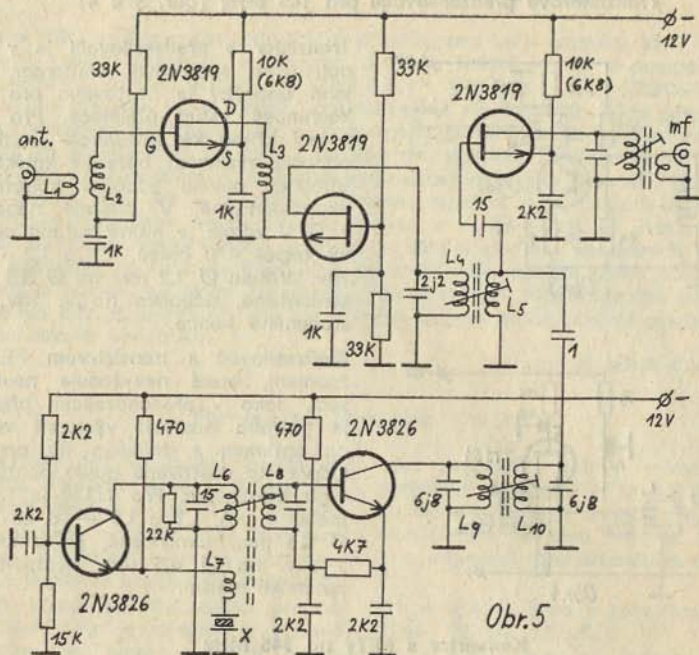 12V
33K
10K
(6K8)
33K
10K
(6K8)
2N3819
2N3819
D
mf
ant.
G
S
L3
2N3819
L1
L2
1K
15
2K2
1K
L4
2j2
L5
1K
33K
1
12V
2K2
470
470
2N3826
L6
L8
15
6j8
6j8
2K2
22K
L9
L10
L7
4K7
2N3826
2K2
2K2
15K
X
Obr.5